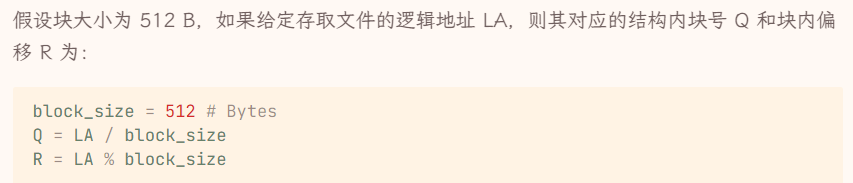 假设块大小为 512 B，如果给定存取文件的逻辑地址 LA，则其对应的结构内块号 Q 和块内偏
移 R 为：
block_size = 512 # Bytes
Q = LA / block_size
R = LA % block_size